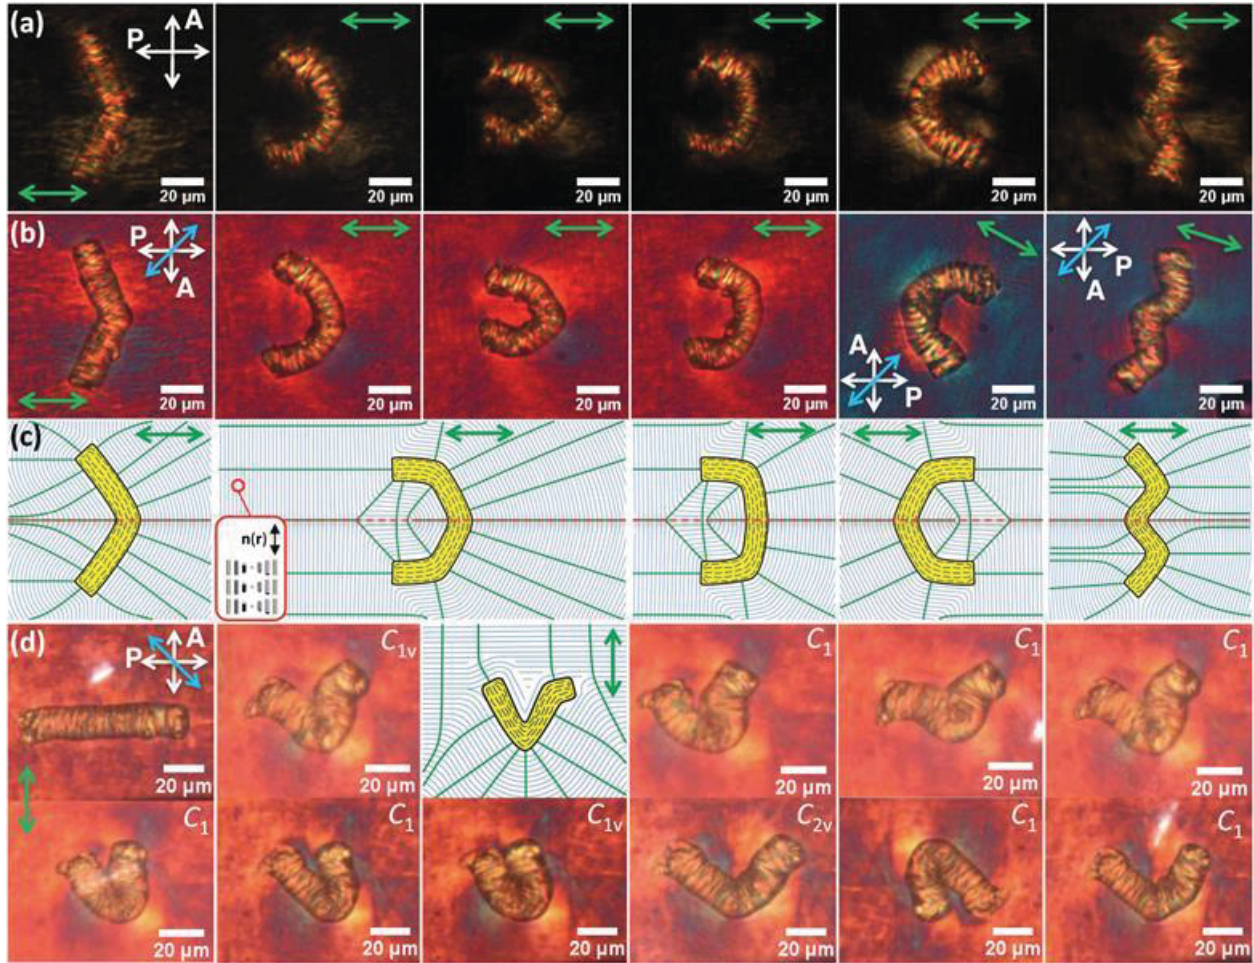 (a) A
P
20 µm 20 µm 20 µm 20 µm 20 µm 20 µm
(b) P A
A P
A P
20 µm 20 µm 20 µm 20 µm 20 µm 20 µm
(c)
n(r)
(d) P A
C1v C1 C1 C1
20 µm 20 µm 20 µm 20 µm 20 µm
C1 C1 C1v C2v C1 C1
20 µm 20 µm 20 µm 20 µm 20 µm 20 µm